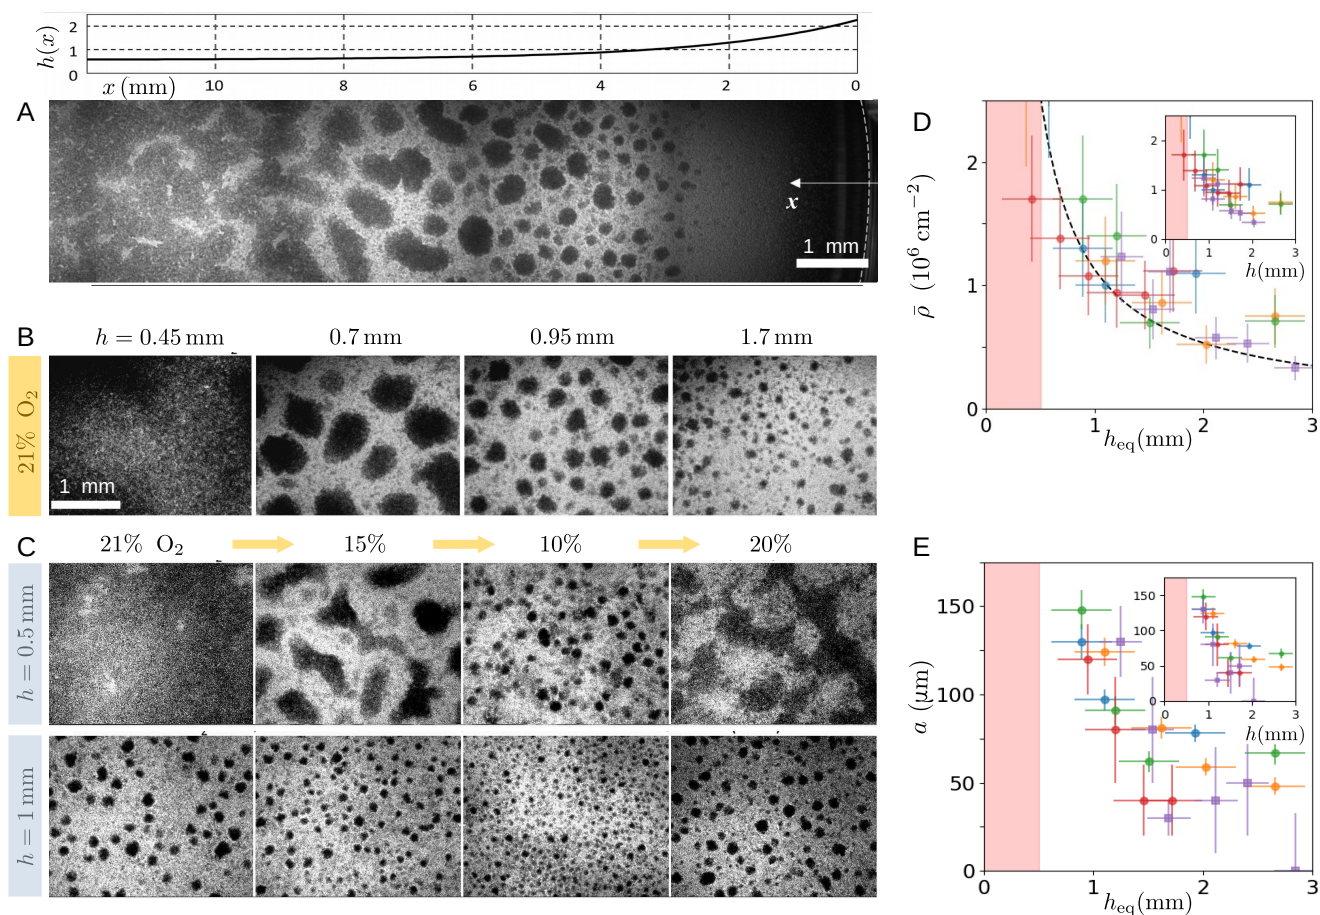 h(x)
2
1
0
x (mm)
10
8
6
4
2
0
A
x
1 mm
B
h = 0.45 mm
0.7 mm
0.95 mm
1.7 mm
21% O₂
1 mm
C
21% O₂
15%
10%
20%
h = 0.5 mm
h = 1 mm
D
ρ̄ (10⁶ cm⁻²)
2
1
0
0
1
2
3
h_eq(mm)
2
1
0
0
1
2
3
h(mm)
E
a (µm)
150
100
50
0
0
1
2
3
h_eq(mm)
150
100
50
0
0
1
2
3
h(mm)